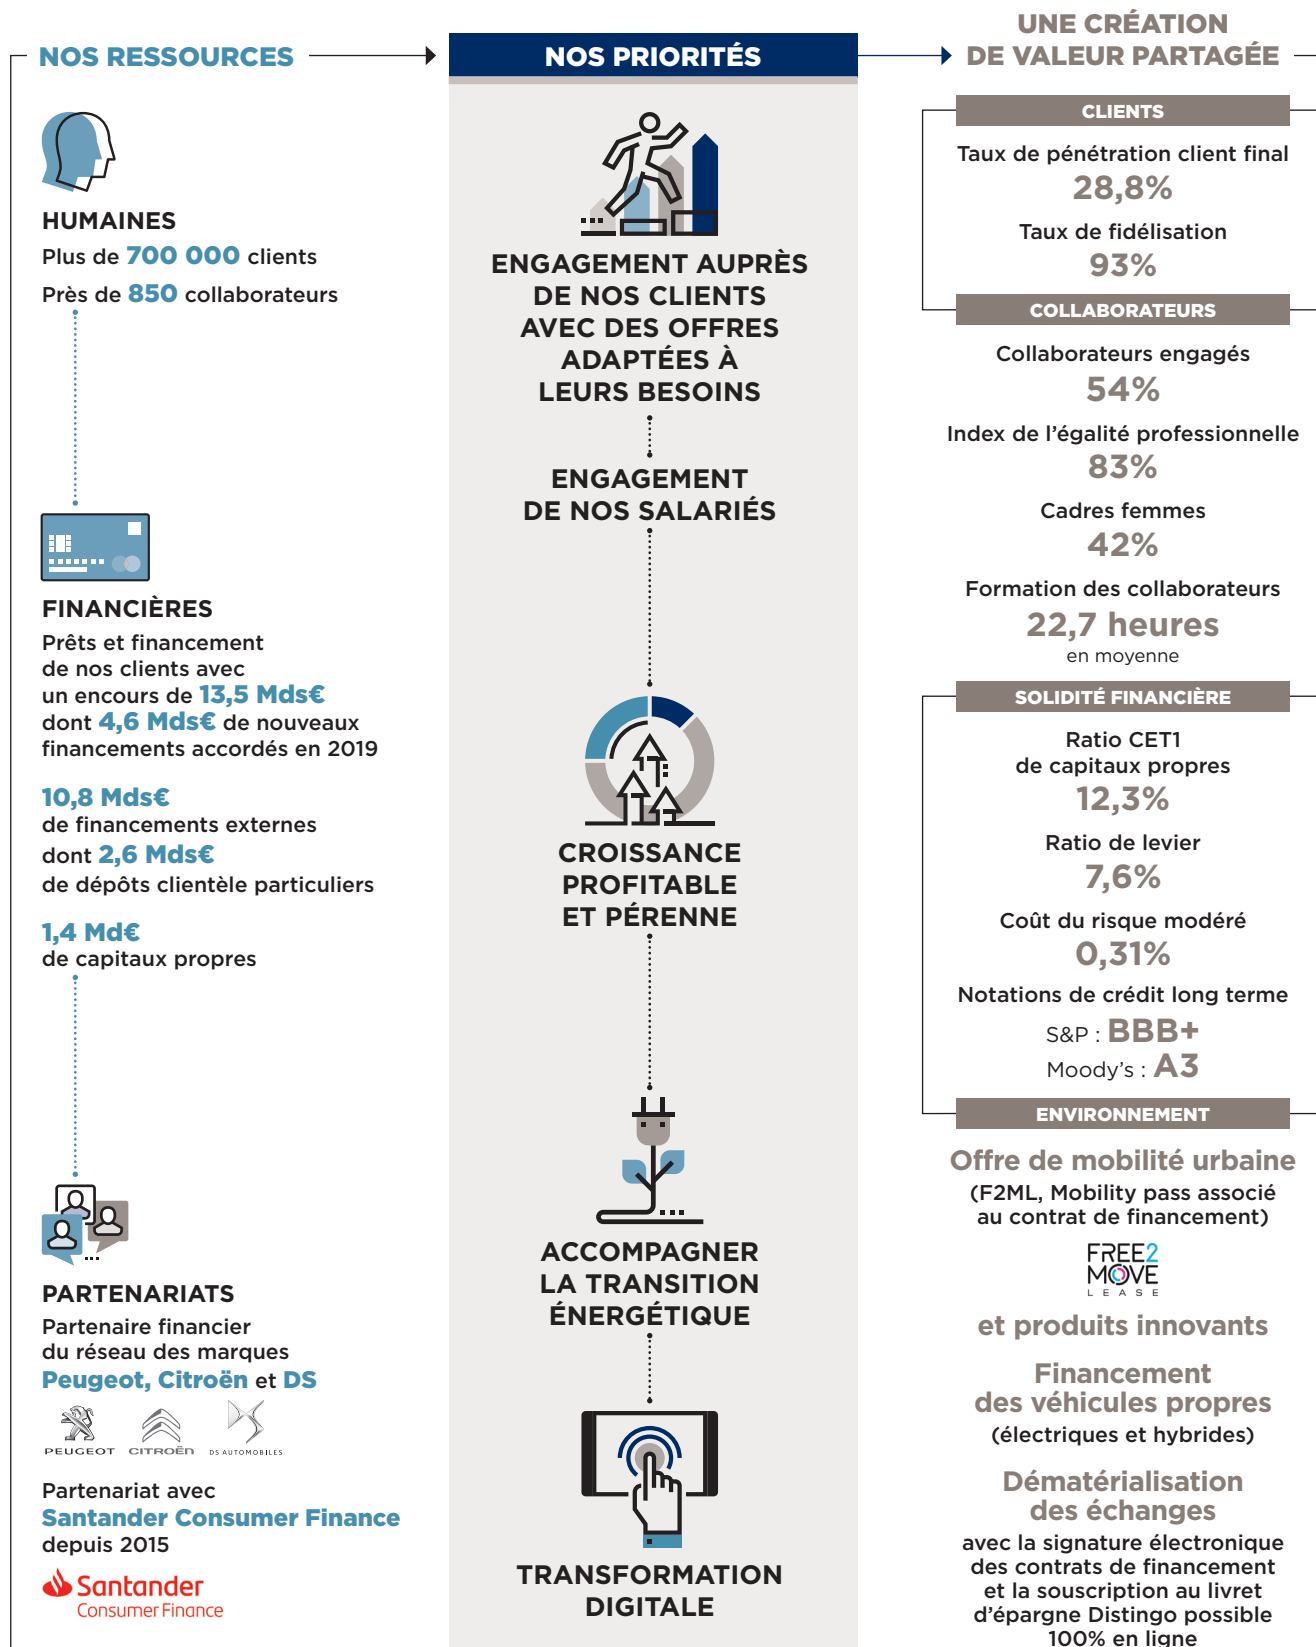 NOS RESSOURCES
HUMAINES
Plus de 700 000 clients
Près de 850 collaborateurs
FINANCIÈRES
Prêts et financement
de nos clients avec
un encours de 13,5 Mds€
dont 4,6 Mds€ de nouveaux
financements accordés en 2019
10,8 Mds€
de financements externes
dont 2,6 Mds€
de dépôts clientèle particuliers
1,4 Md€
de capitaux propres
PARTENARIATS
Partenaire financier
du réseau des marques
Peugeot, Citroën et DS
PEUGEOT CITROËN DS AUTOMOBILES
Partenariat avec
Santander Consumer Finance
depuis 2015
Santander
Consumer Finance
NOS PRIORITÉS
ENGAGEMENT AUPRÈS
DE NOS CLIENTS
AVEC DES OFFRES
ADAPTÉES À
LEURS BESOINS
ENGAGEMENT
DE NOS SALARIÉS
CROISSANCE
PROFITABLE
ET PÉRENNE
ACCOMPAGNER
LA TRANSITION
ÉNERGÉTIQUE
TRANSFORMATION
DIGITALE
UNE CRÉATION
DE VALEUR PARTAGÉE
CLIENTS
Taux de pénétration client final
28,8%
Taux de fidélisation
93%
COLLABORATEURS
Collaborateurs engagés
54%
Index de l’égalité professionnelle
83%
Cadres femmes
42%
Formation des collaborateurs
22,7 heures
en moyenne
SOLIDITÉ FINANCIÈRE
Ratio CET1
de capitaux propres
12,3%
Ratio de levier
7,6%
Coût du risque modéré
0,31%
Notations de crédit long terme
S&P : BBB+
Moody’s : A3
ENVIRONNEMENT
Offre de mobilité urbaine
(F2ML, Mobility pass associé
au contrat de financement)
FREE2
MOVE
LEASE
et produits innovants
Financement
des véhicules propres
(électriques et hybrides)
Dématérialisation
des échanges
avec la signature électronique
des contrats de financement
et la souscription au livret
d’épargne Distingo possible
100% en ligne